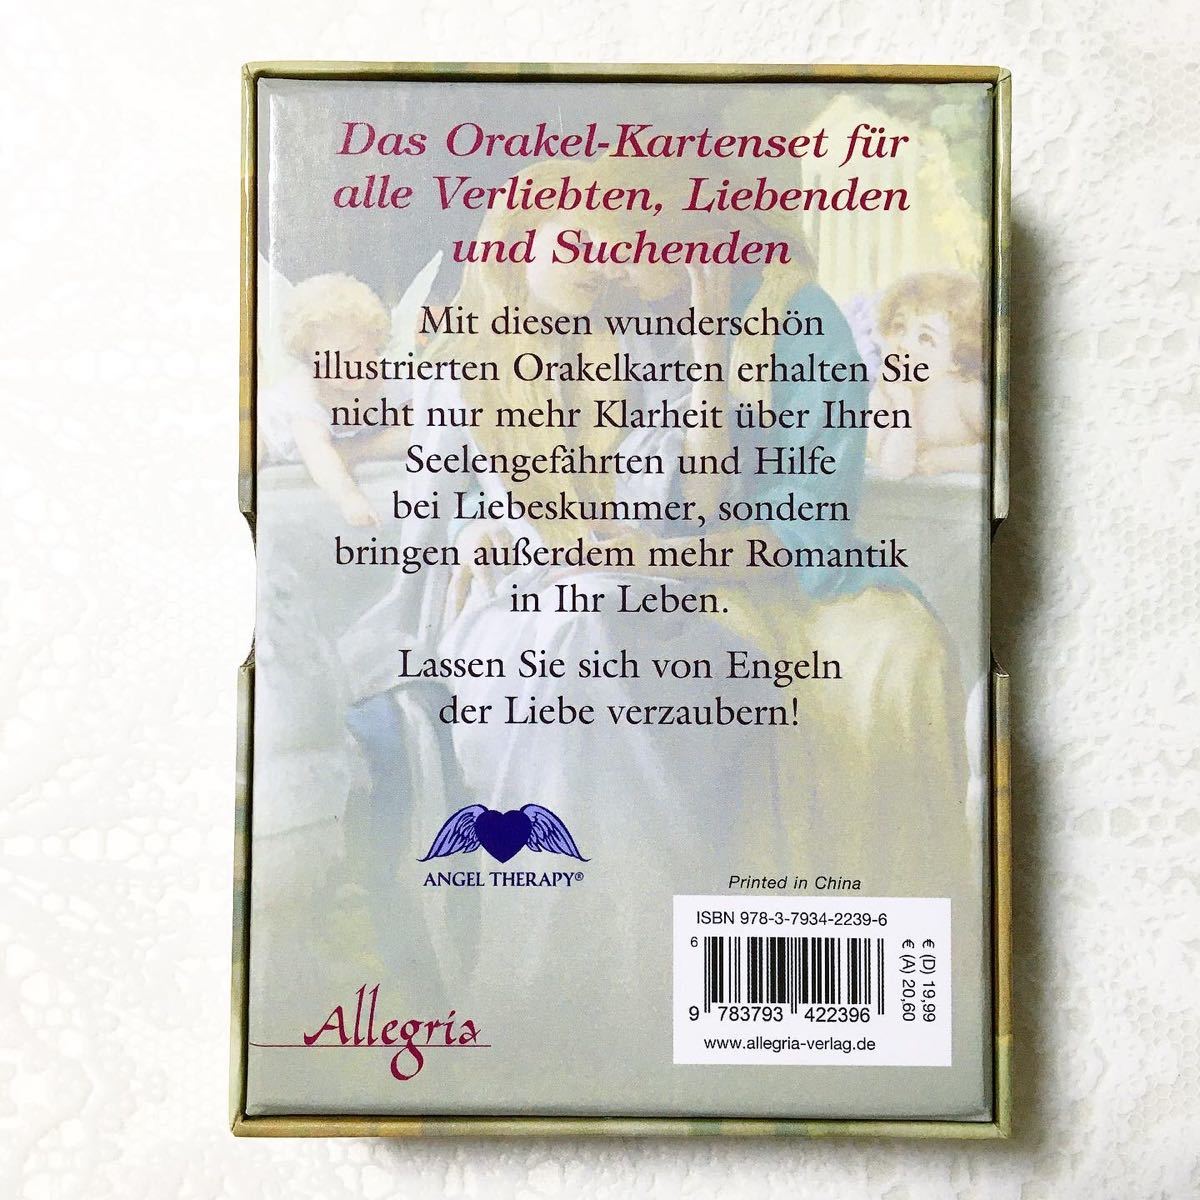 Das Orakel-Kartenset für
alle Verliebten, Liebenden
und Suchenden
Mit diesen wunderschön
illustrierten Orakelkarten erhalten Sie
nicht nur mehr Klarheit über Ihren
Seelengefährten und Hilfe
bei Liebeskummer, sondern
bringen außerdem mehr Romantik
in Ihr Leben.
Lassen Sie sich von Engeln
der Liebe verzaubern!
ANGEL THERAPY®
Allegria
Printed in China
ISBN 978-3-7934-2239-6
6
9 783793 422396
€ (D) 19,99
€ (A) 20,60
www.allegria-verlag.de